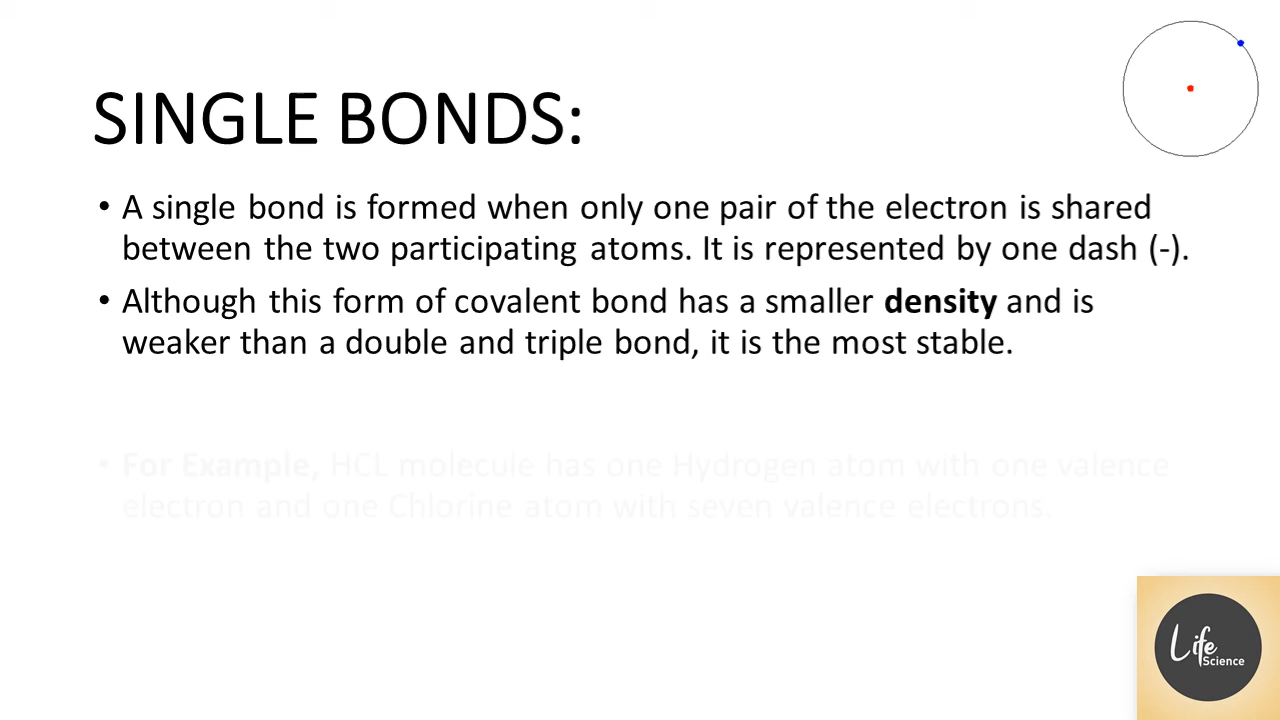 SINGLE BONDS:
• A single bond is formed when only one pair of the electron is shared
between the two participating atoms. It is represented by one dash (-).
• Although this form of covalent bond has a smaller density and is
weaker than a double and triple bond, it is the most stable.
• For Example, HCL molecule has one Hydrogen atom with one valence
electron and one Chlorine atom with seven valence electrons.
Life
Science